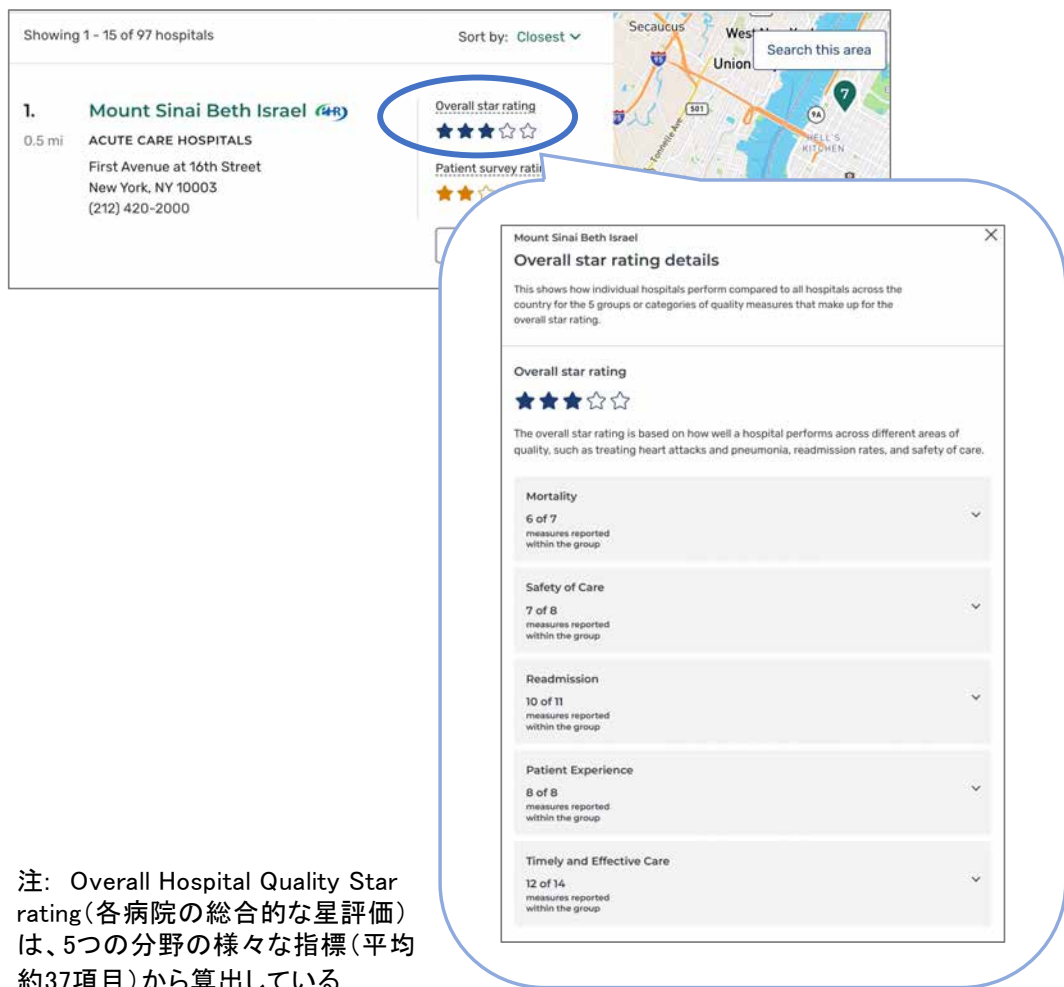 Showing 1 - 15 of 97 hospitals
Sort by: Closest
1.
Mount Sinai Beth Israel
0.5 mi
ACUTE CARE HOSPITALS
First Avenue at 16th Street
New York, NY 10003
(212) 420-2000
Overall star rating
Patient survey
Secaucus
Union
Search this area
95
501
9A
7
HELL'S
KITCHEN
Tonnelle Ave
Mount Sinai Beth Israel
Overall star rating details
This shows how individual hospitals perform compared to all hospitals across the
country for the 5 groups or categories of quality measures that make up for the
overall star rating.
Overall star rating
The overall star rating is based on how well a hospital performs across different areas of
quality, such as treating heart attacks and pneumonia, readmission rates, and safety of care.
Mortality
6 of 7
measures reported
within the group
Safety of Care
7 of 8
measures reported
within the group
Readmission
10 of 11
measures reported
within the group
Patient Experience
8 of 8
measures reported
within the group
Timely and Effective Care
12 of 14
measures reported
within the group
注: Overall Hospital Quality Star
rating(各病院の総合的な星評価)
は、5つの分野の様々な指標(平均
約37項目)から算出している